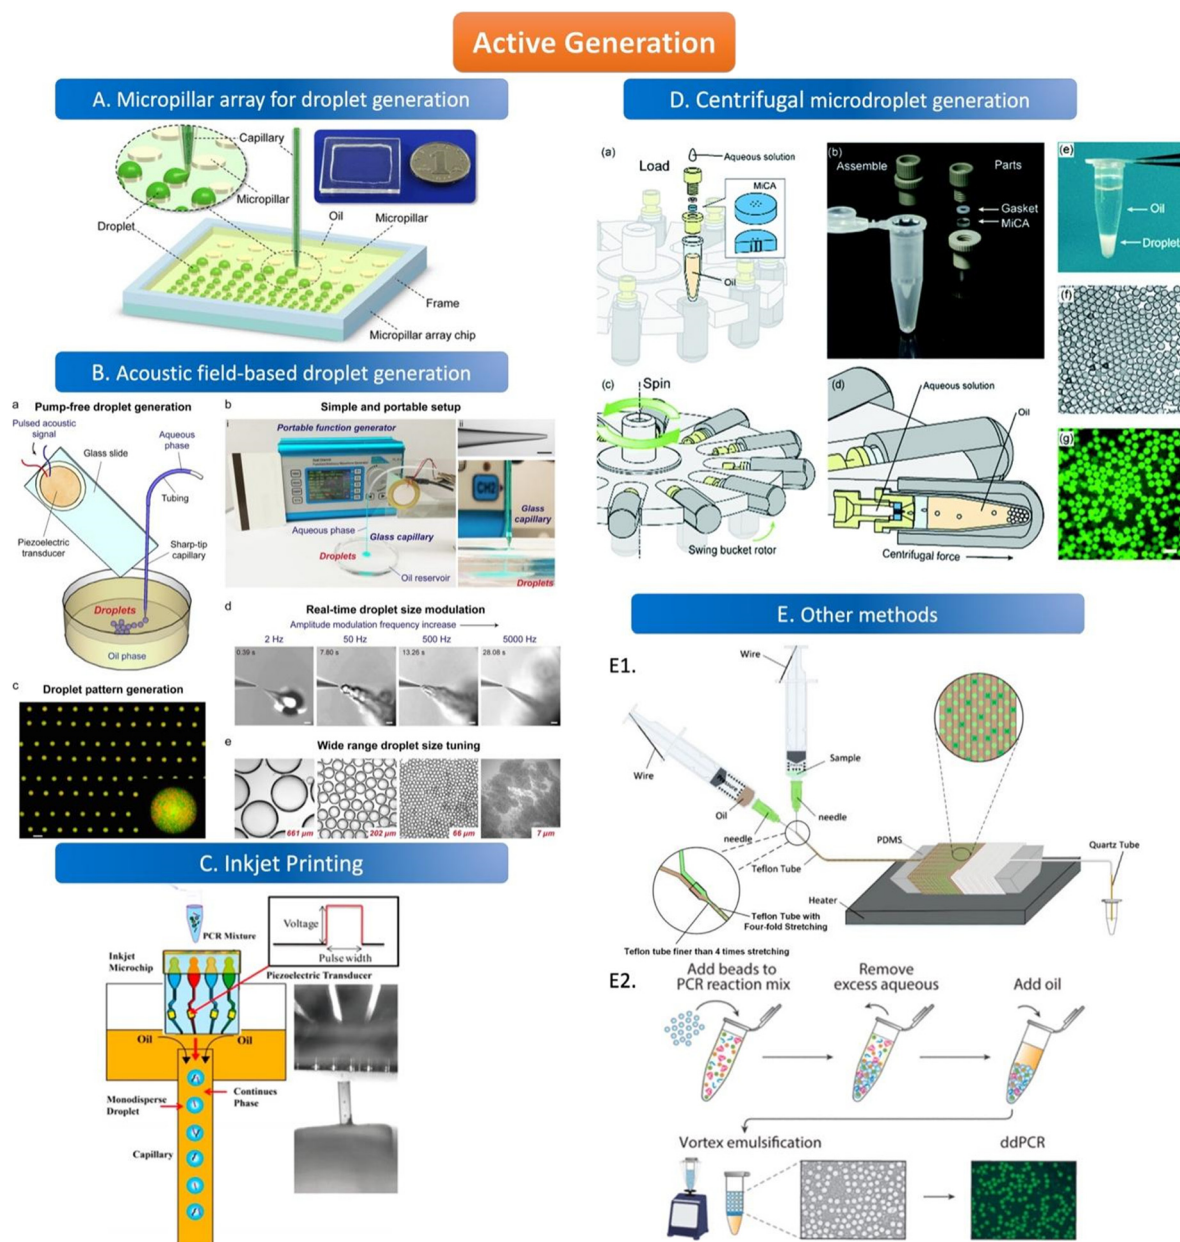 Active Generation
A. Micropillar array for droplet generation
Capillary
Micropillar
Droplet
Oil
Micropillar
Frame
Micropillar array chip
B. Acoustic field-based droplet generation
a
Pump-free droplet generation
Pulsed acoustic
signal
Glass slide
Aqueous
phase
Tubing
Piezoelectric
transducer
Sharp-tip
capillary
Droplets
Oil phase
b
Simple and portable setup
i
Portable function generator
Aqueous phase
Glass capillary
Droplets
Oil reservoir
ii
CH2
Glass
capillary
Droplets
c
Droplet pattern generation
d
Real-time droplet size modulation
Amplitude modulation frequency increase
2 Hz
50 Hz
500 Hz
5000 Hz
0.39 s
7.80 s
13.26 s
28.08 s
e
Wide range droplet size tuning
661 µm
202 µm
66 µm
7 µm
C. Inkjet Printing
PCR Mixture
Inkjet
Microchip
Voltage
Pulse width
Piezoelectric Transducer
Oil
Oil
Continues
Phase
Monodisperse
Droplet
Capillary
D. Centrifugal microdroplet generation
(a)
Load
Aqueous solution
MiCA
Oil
(b)
Assemble
Parts
Gasket
MiCA
(e)
Oil
Droplet
(f)
(c)
Spin
Swing bucket rotor
(d)
Aqueous solution
Oil
Centrifugal force
(g)
E. Other methods
E1.
Wire
Wire
Sample
Oil
needle
needle
PDMS
Teflon Tube
Quartz Tube
Heater
Teflon Tube with
Four-fold Stretching
Teflon tube finer than 4 times stretching
E2.
Add beads to
PCR reaction mix
Remove
excess aqueous
Add oil
Vortex emulsification
ddPCR